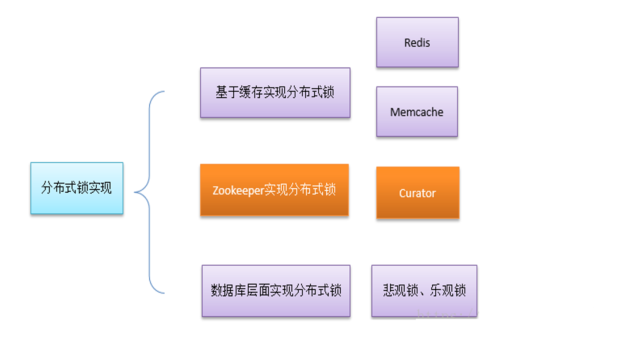 分布式锁实现
基于缓存实现分布式锁
Redis
Memcache
Zookeeper实现分布式锁
Curator
数据库层面实现分布式锁
悲观锁、乐观锁